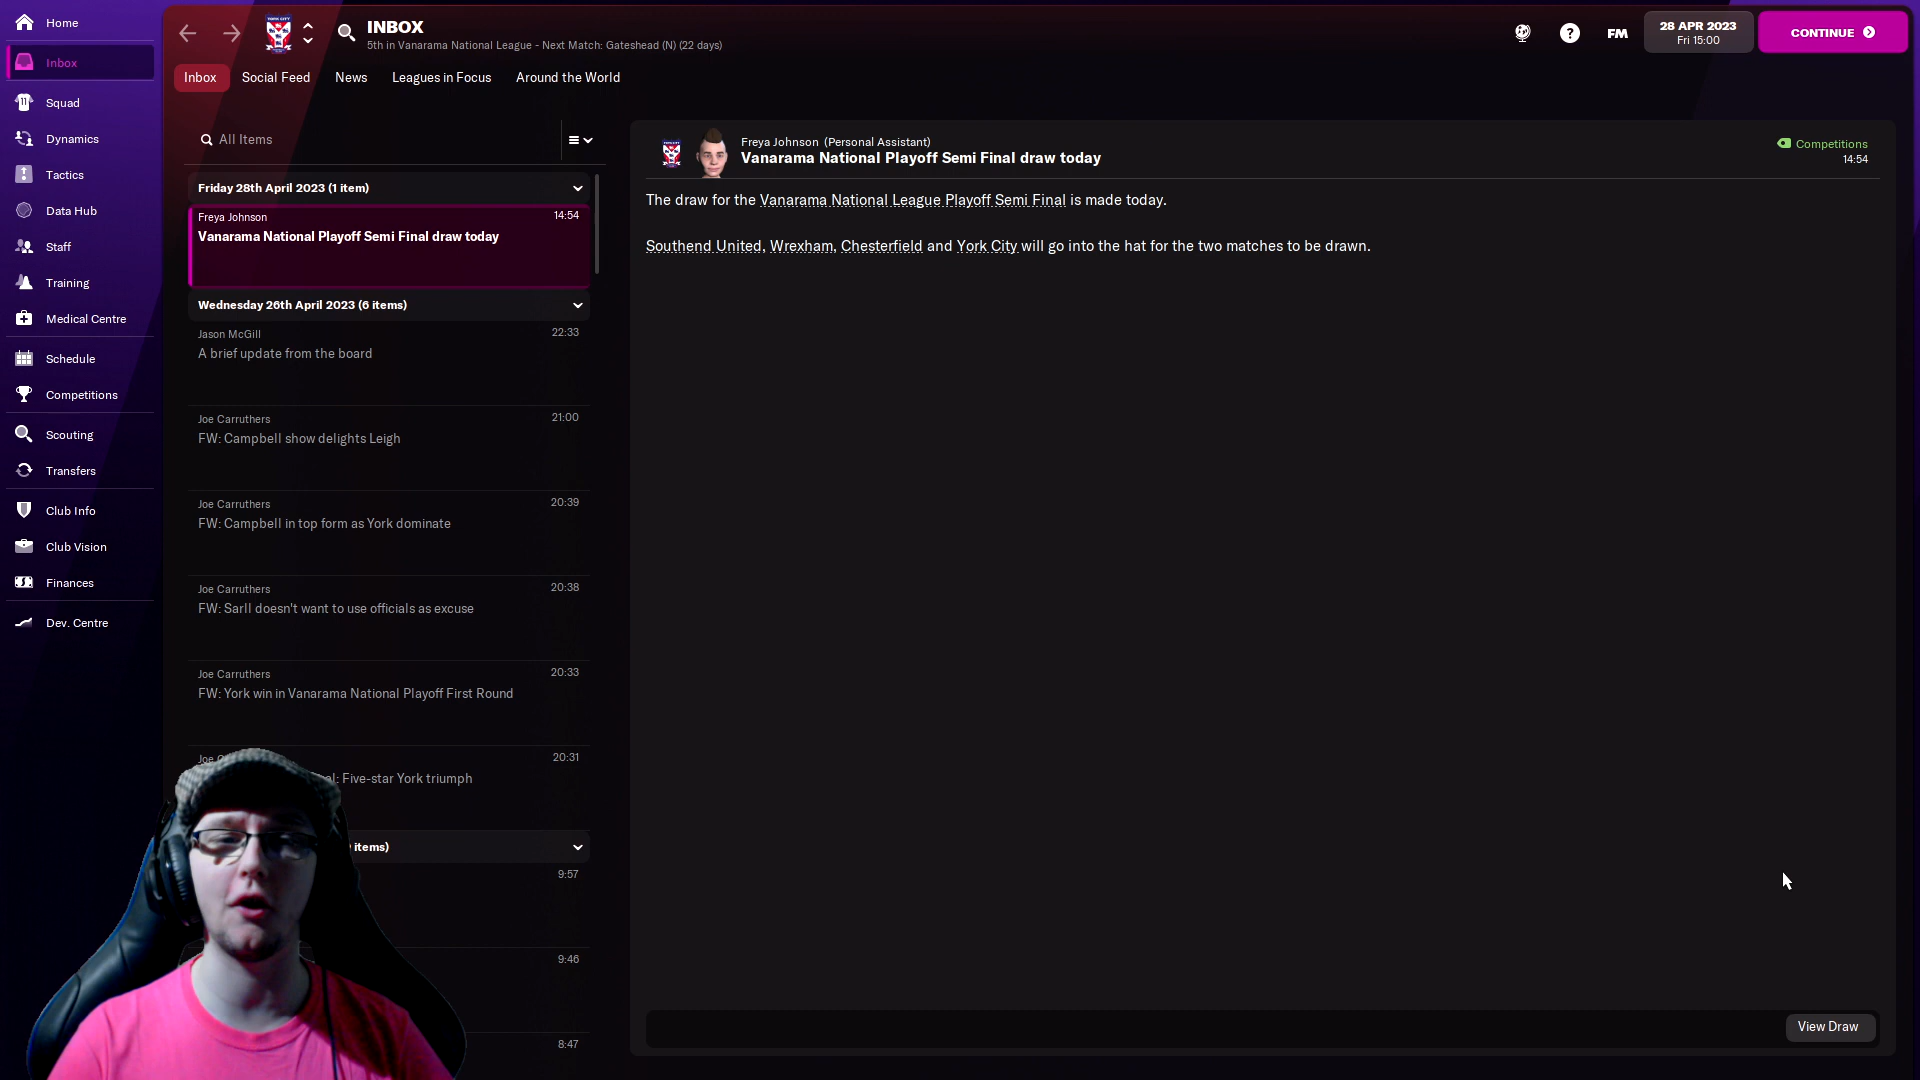 Home
Inbox
Squad
Dynamics
Tactics
Data Hub
Staff
Training
Medical Centre
Schedule
Competitions
Scouting
Transfers
Club Info
Club Vision
Finances
Dev. Centre
INBOX
5th in Vanarama National League - Next Match: Gateshead (N) (22 days)
FM
28 APR 2023
Fri 15:00
CONTINUE
Inbox Social Feed News Leagues in Focus Around the World
All Items
Friday 28th April 2023 (1 item)
Freya Johnson 14:54
Vanarama National Playoff Semi Final draw today
Wednesday 26th April 2023 (6 items)
Jason McGill 22:33
A brief update from the board
Joe Carruthers 21:00
FW: Campbell show delights Leigh
Joe Carruthers 20:39
FW: Campbell in top form as York dominate
Joe Carruthers 20:38
FW: Sarll doesn't want to use officials as excuse
Joe Carruthers 20:33
FW: York win in Vanarama National Playoff First Round
Joe 20:31
Five-star York triumph
items)
9:57
9:46
8:47
Freya Johnson (Personal Assistant)
Vanarama National Playoff Semi Final draw today
Competitions
14:54
The draw for the Vanarama National League Playoff Semi Final is made today.
Southend United, Wrexham, Chesterfield and York City will go into the hat for the two matches to be drawn.
View Draw